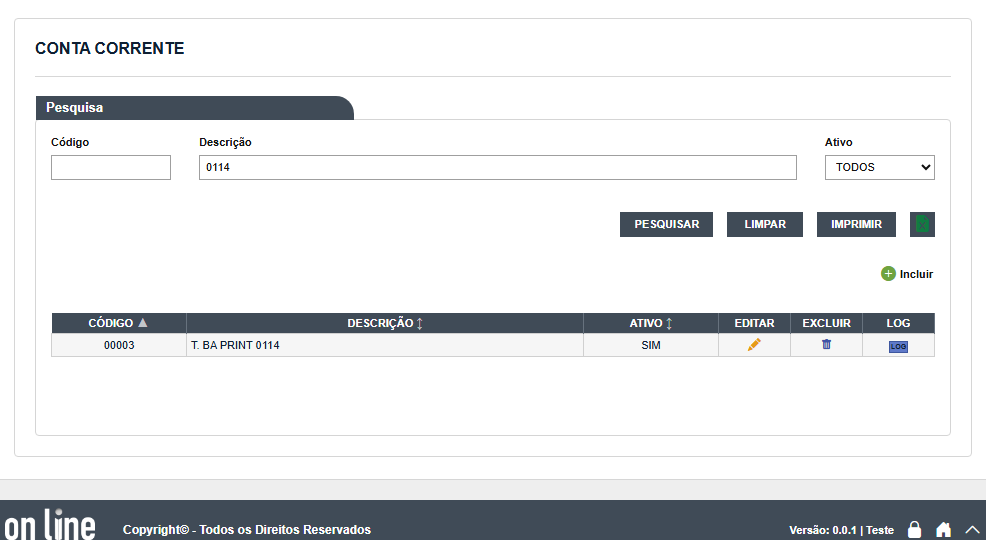 CONTA CORRENTE
Pesquisa
Código Descrição Ativo
0114 TODOS
PESQUISAR LIMPAR IMPRIMIR
Incluir
CÓDIGO DESCRIÇÃO ATIVO EDITAR EXCLUIR LOG
00003 T. BA PRINT 0114 SIM LOG
on line Copyright© - Todos os Direitos Reservados Versão: 0.0.1 | Teste